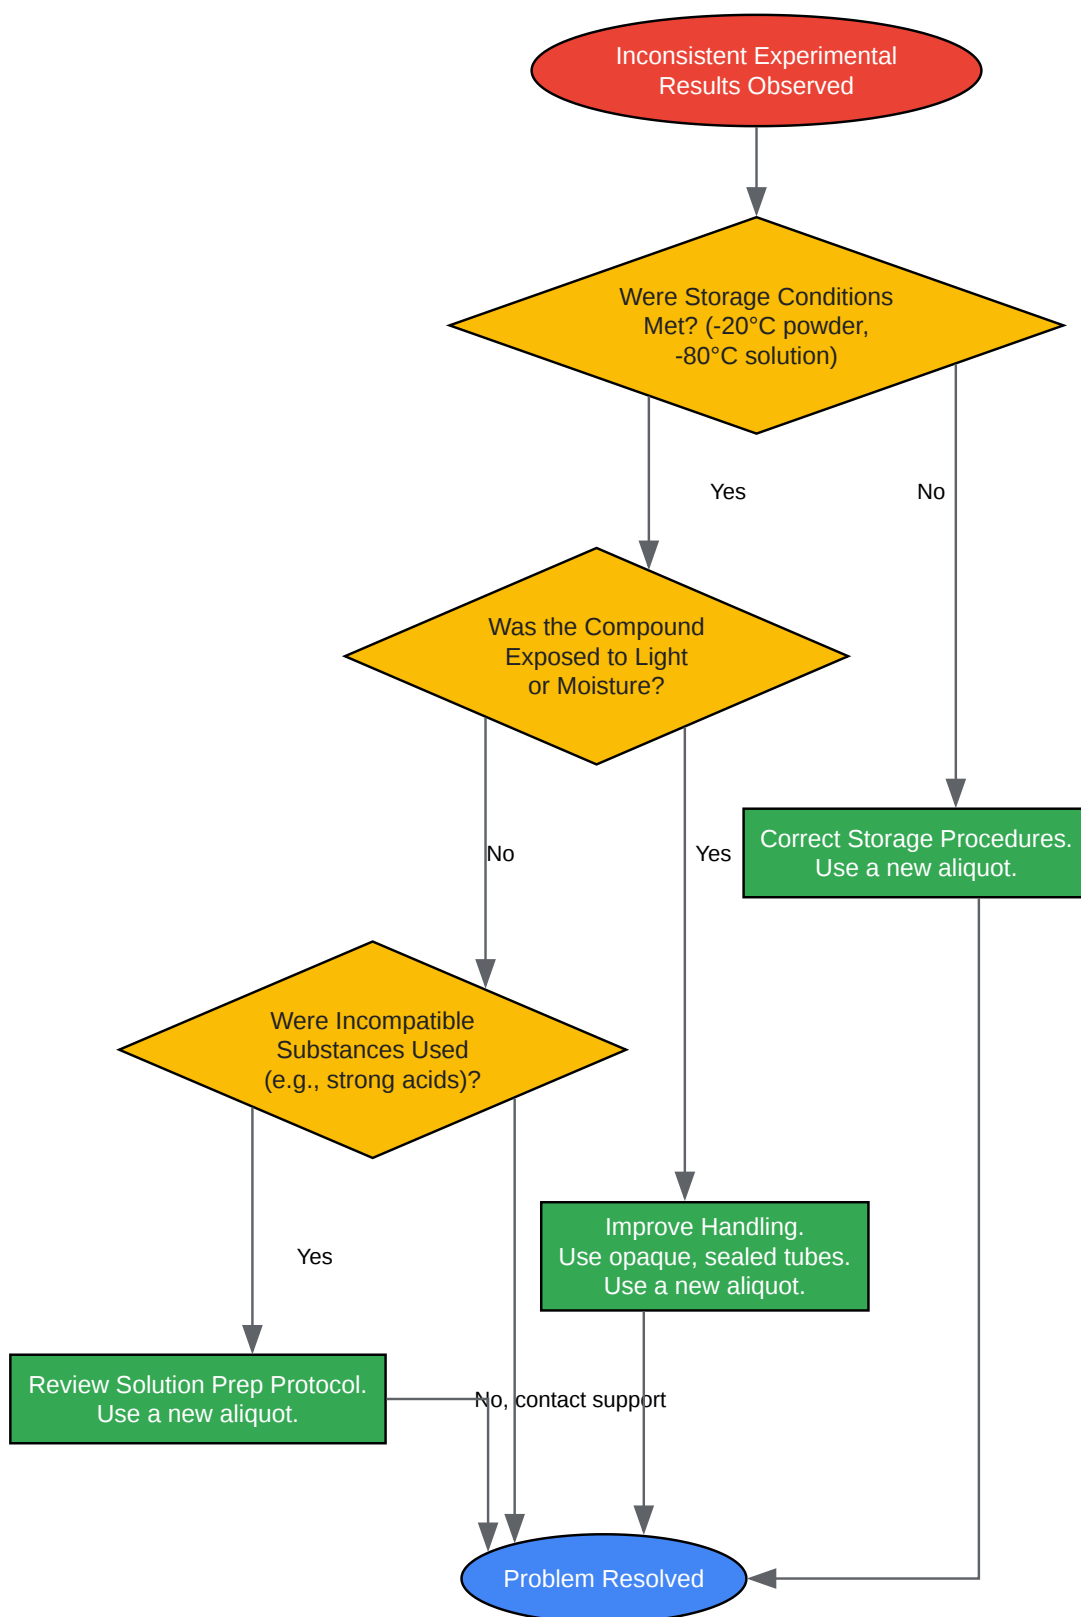 Inconsistent Experimental
Results Observed
Were Storage Conditions
Met? (-20°C powder,
-80°C solution)
Yes
No
Was the Compound
Exposed to Light
or Moisture?
No
Yes
Correct Storage Procedures.
Use a new aliquot.
Were Incompatible
Substances Used
(e.g., strong acids)?
Yes
Improve Handling.
Use opaque, sealed tubes.
Use a new aliquot.
Review Solution Prep Protocol.
Use a new aliquot.
No, contact support
Problem Resolved